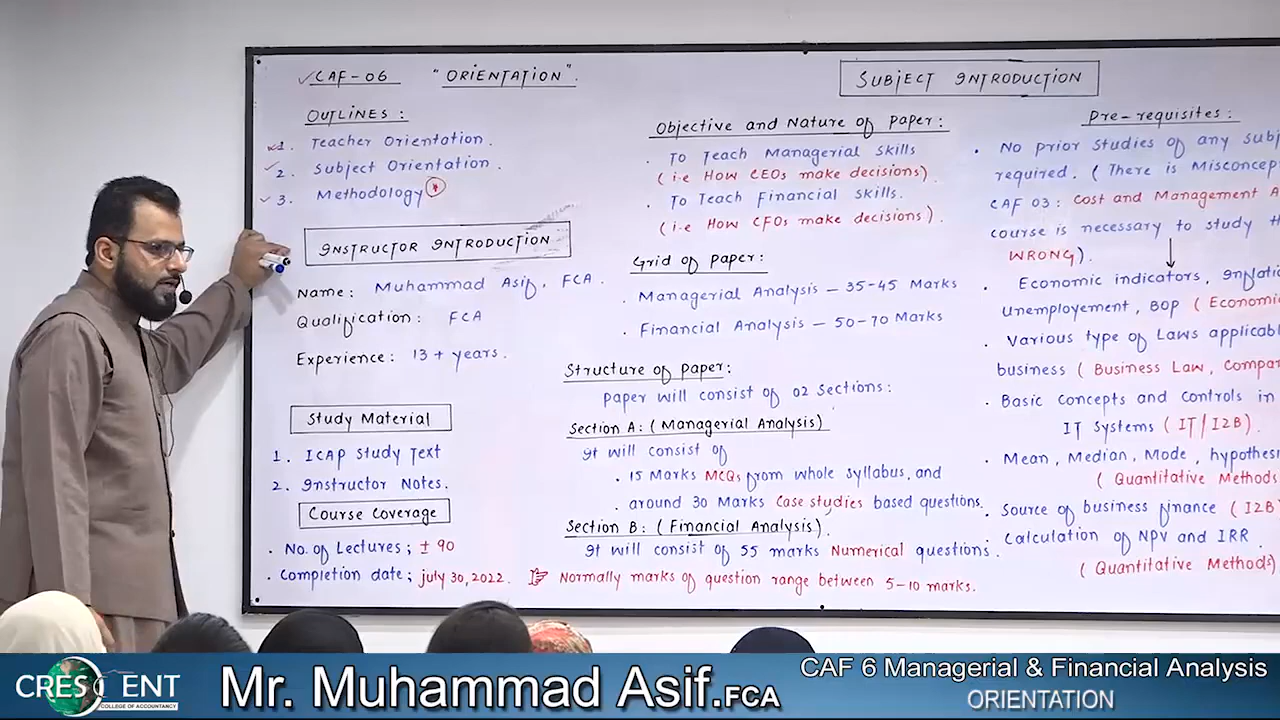 CAF-06 "ORIENTATION".
OUTLINES:
1. Teacher Orientation.
2. Subject Orientation.
3. Methodology
INSTRUCTOR INTRODUCTION
Name: Muhammad Asif, FCA.
Qualification: FCA
Experience: 13+ years.
Study Material
1. ICAP Study Text
2. Instructor Notes.
Course Coverage
. No. of Lectures; ± 90
. Completion date; july 30, 2022.
SUBJECT INTRODUCTION
Objective and Nature of paper:
. To Teach Managerial Skills
(i.e How CEOs make decisions).
. To Teach Financial Skills.
(i.e How CFOs make decisions).
Grid of paper:
. Managerial Analysis - 35-45 Marks
. Financial Analysis - 50-70 Marks
Structure of paper:
paper will consist of 02 Sections:
Section A: (Managerial Analysis)
It will consist of
. 15 Marks MCQs from whole syllabus, and
. around 30 Marks Case studies based questions.
Section B: (Financial Analysis).
It will consist of 55 marks Numerical questions.
☞ Normally marks of question range between 5-10 marks.
Pre-requisites:
. No prior studies of any
required. (There is
CAF 03: Cost and Management
course is necessary to study
WRONG).
. Economic indicators,
Unemployement, BOP (
. Various type of Laws
business ( Business Law,
. Basic concepts and controls in
IT Systems ( IT/I2B).
. Mean, Median, Mode,
( Quantitative Methods
. Source of business finance ( I2B
. Calculation of NPV and IRR
( Quantitative Methods)
CRESCENT
COLLEGE OF ACCOUNTANCY
Mr. Muhammad Asif.FCA
CAF 6 Managerial & Financial Analysis
ORIENTATION